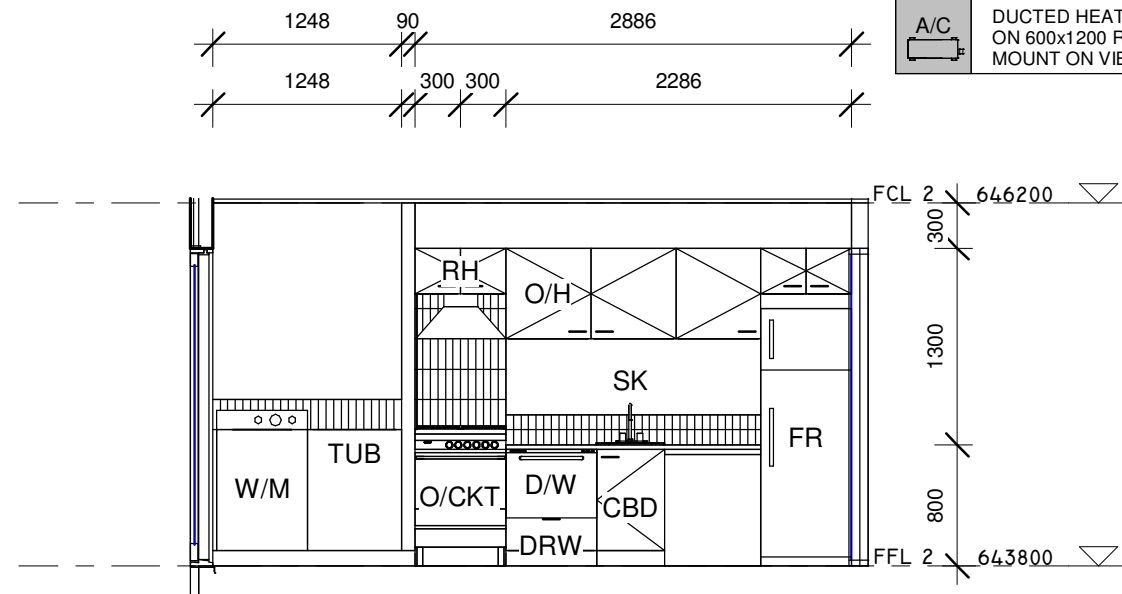 1248 90 2886
A/C
DUCTED HEAT
ON 600x1200 R
MOUNT ON VIE
1248 300 300 2286
FCL 2 646200
300
RH
O/H
1300
SK
FR
TUB
W/M
O/CKT
D/W
CBD
800
DRW
FFL 2 643800